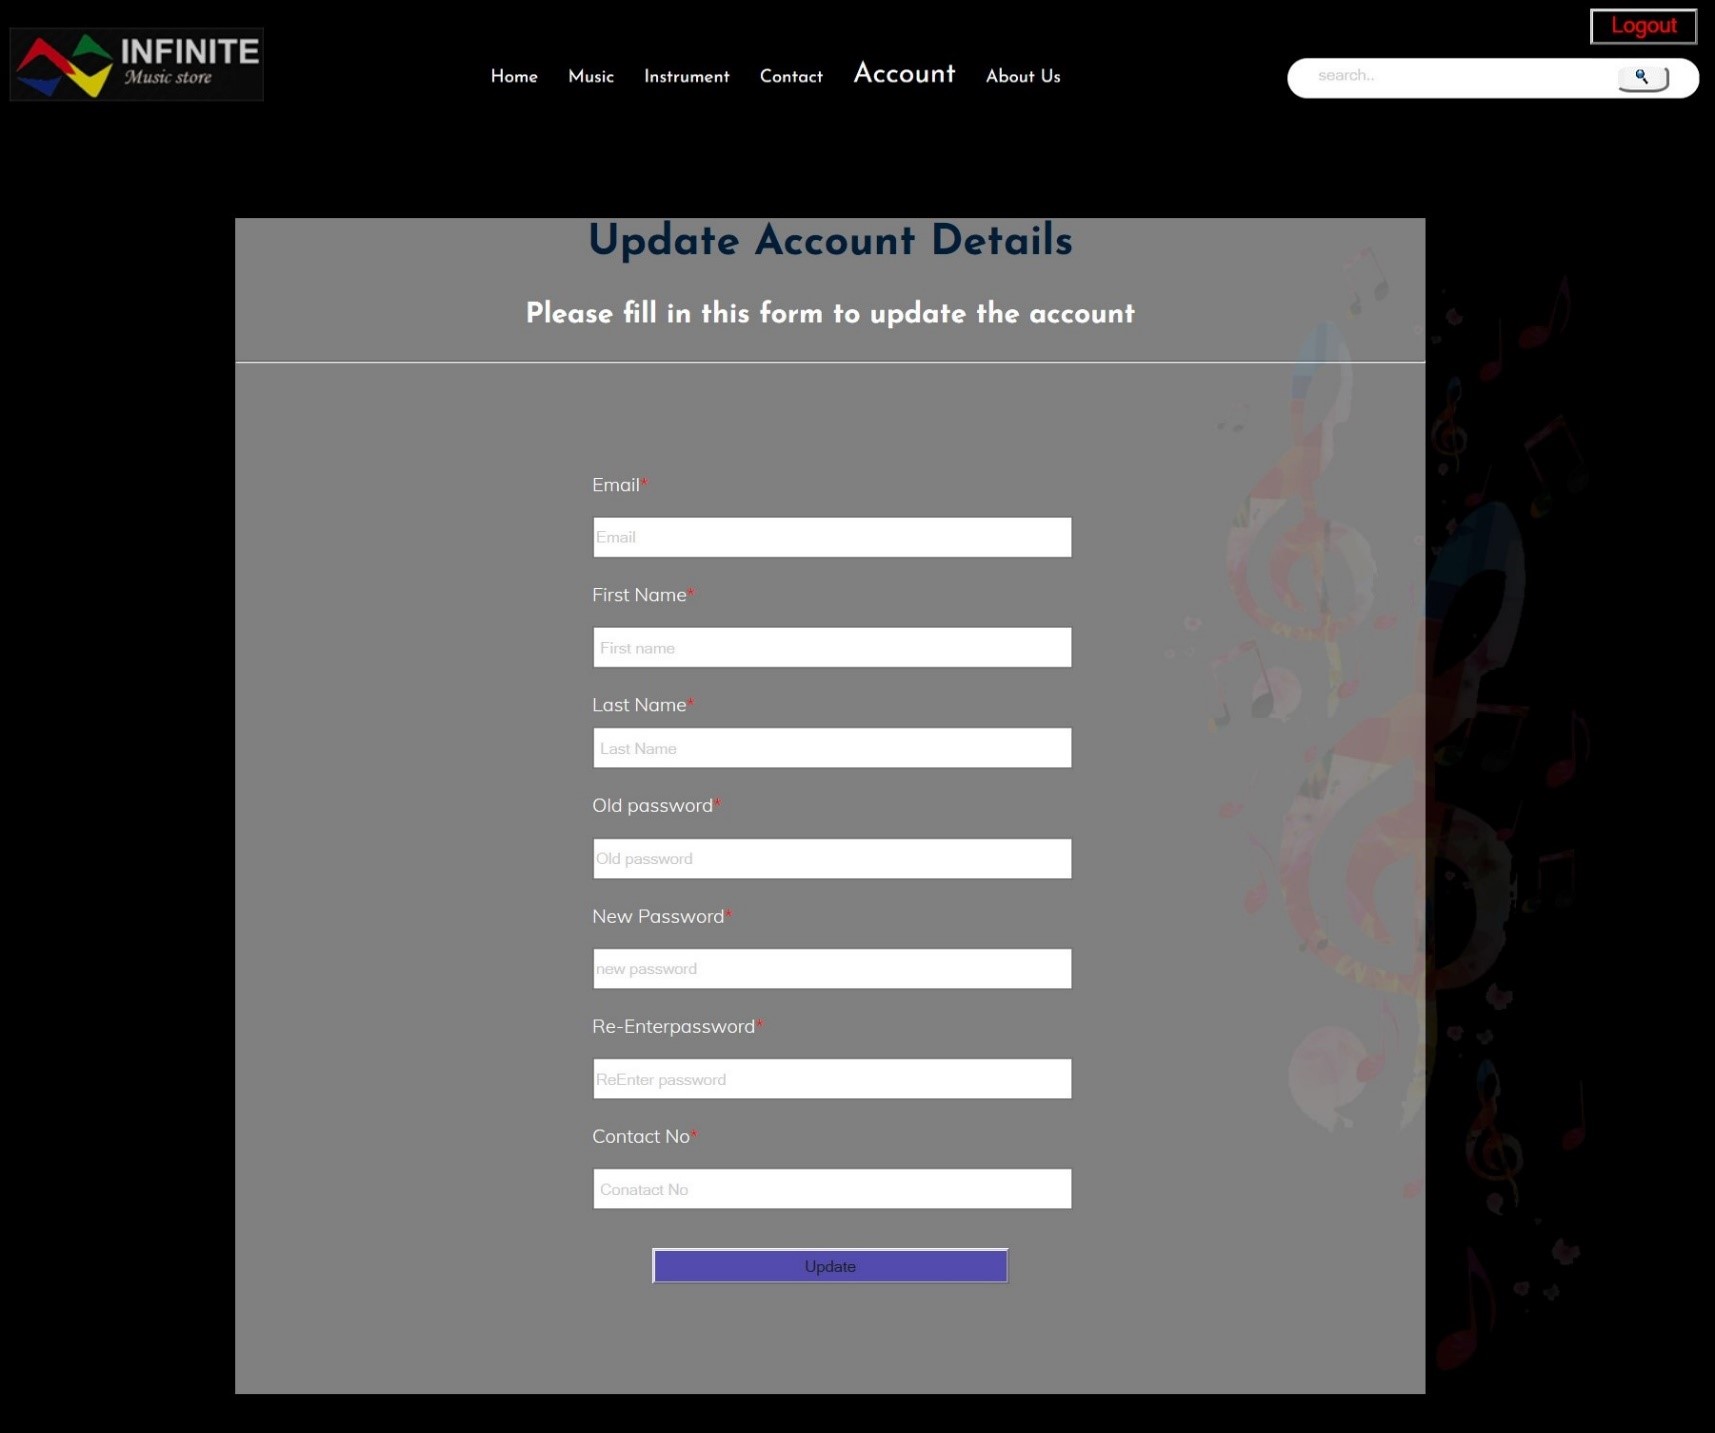 Logout
INFINITE
Music store
Home Music Instrument Contact Account About Us
search..
Update Account Details
Please fill in this form to update the account
Email*
Email
First Name*
First name
Last Name*
Last Name
Old password*
Old password
New Password*
new password
Re-Enterpassword*
ReEnter password
Contact No*
Conatact No
Update